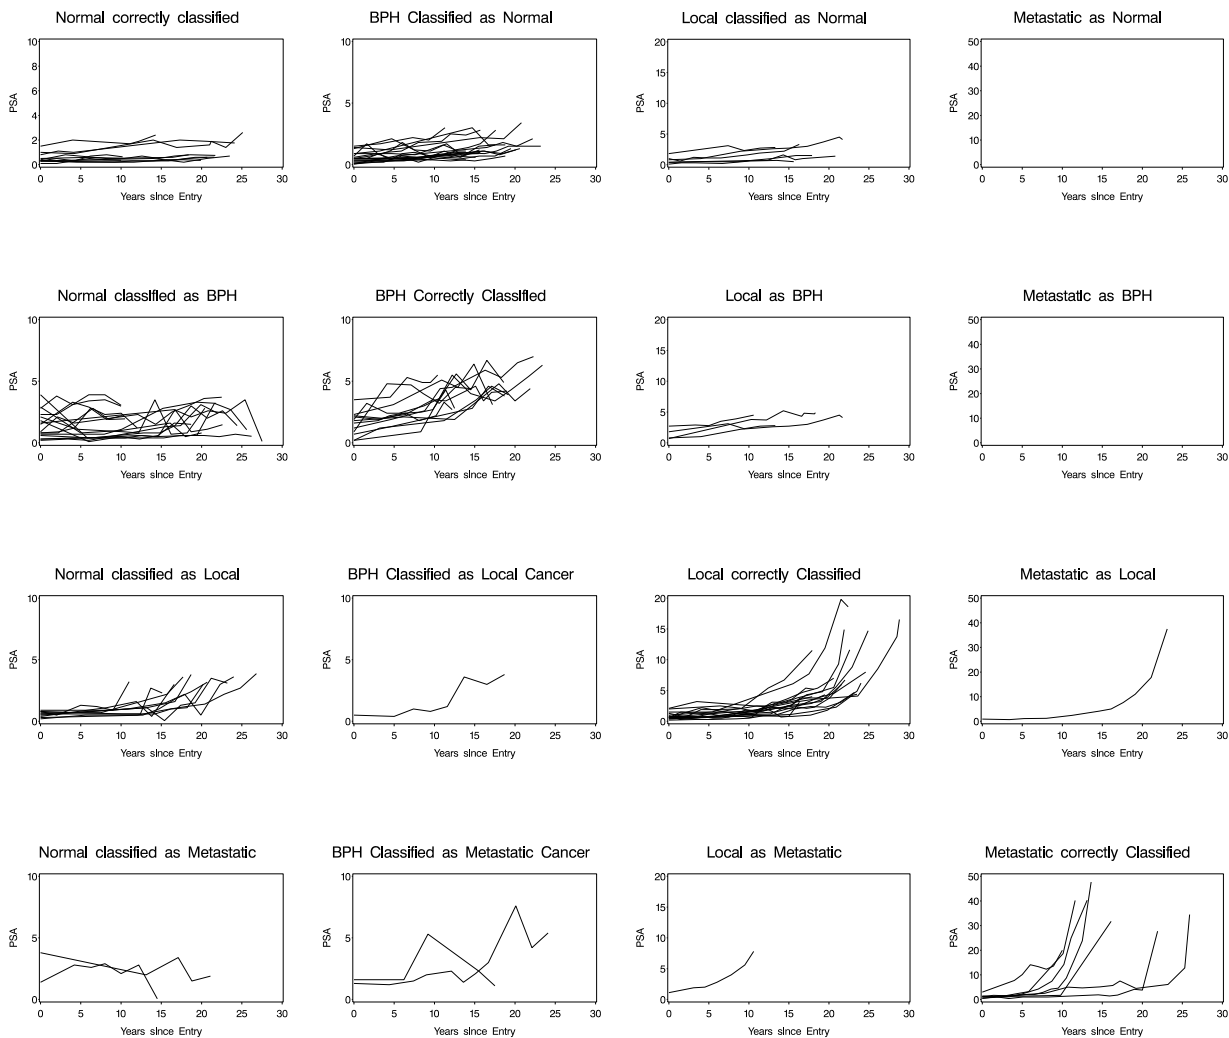 Normal correctly classified
PSA
10
8
6
4
2
0
0 5 10 15 20 25 30
Years since Entry
BPH Classified as Normal
PSA
10
5
0
0 5 10 15 20 25 30
Years since Entry
Local classified as Normal
PSA
20
15
10
5
0
0 5 10 15 20 25 30
Years since Entry
Metastatic as Normal
PSA
50
40
30
20
10
0
0 5 10 15 20 25 30
Years since Entry
Normal classified as BPH
PSA
10
5
0
0 5 10 15 20 25 30
Years since Entry
BPH Correctly Classified
PSA
10
5
0
0 5 10 15 20 25 30
Years since Entry
Local as BPH
PSA
20
15
10
5
0
0 5 10 15 20 25 30
Years since Entry
Metastatic as BPH
PSA
50
40
30
20
10
0
0 5 10 15 20 25 30
Years since Entry
Normal classified as Local
PSA
10
5
0
0 5 10 15 20 25 30
Years since Entry
BPH Classified as Local Cancer
PSA
10
5
0
0 5 10 15 20 25 30
Years since Entry
Local correctly Classified
PSA
20
15
10
5
0
0 5 10 15 20 25 30
Years since Entry
Metastatic as Local
PSA
50
40
30
20
10
0
0 5 10 15 20 25 30
Years since Entry
Normal classified as Metastatic
PSA
10
5
0
0 5 10 15 20 25 30
Years since Entry
BPH Classified as Metastatic Cancer
PSA
10
5
0
0 5 10 15 20 25 30
Years since Entry
Local as Metastatic
PSA
20
15
10
5
0
0 5 10 15 20 25 30
Years since Entry
Metastatic correctly Classified
PSA
50
40
30
20
10
0
0 5 10 15 20 25 30
Years since Entry